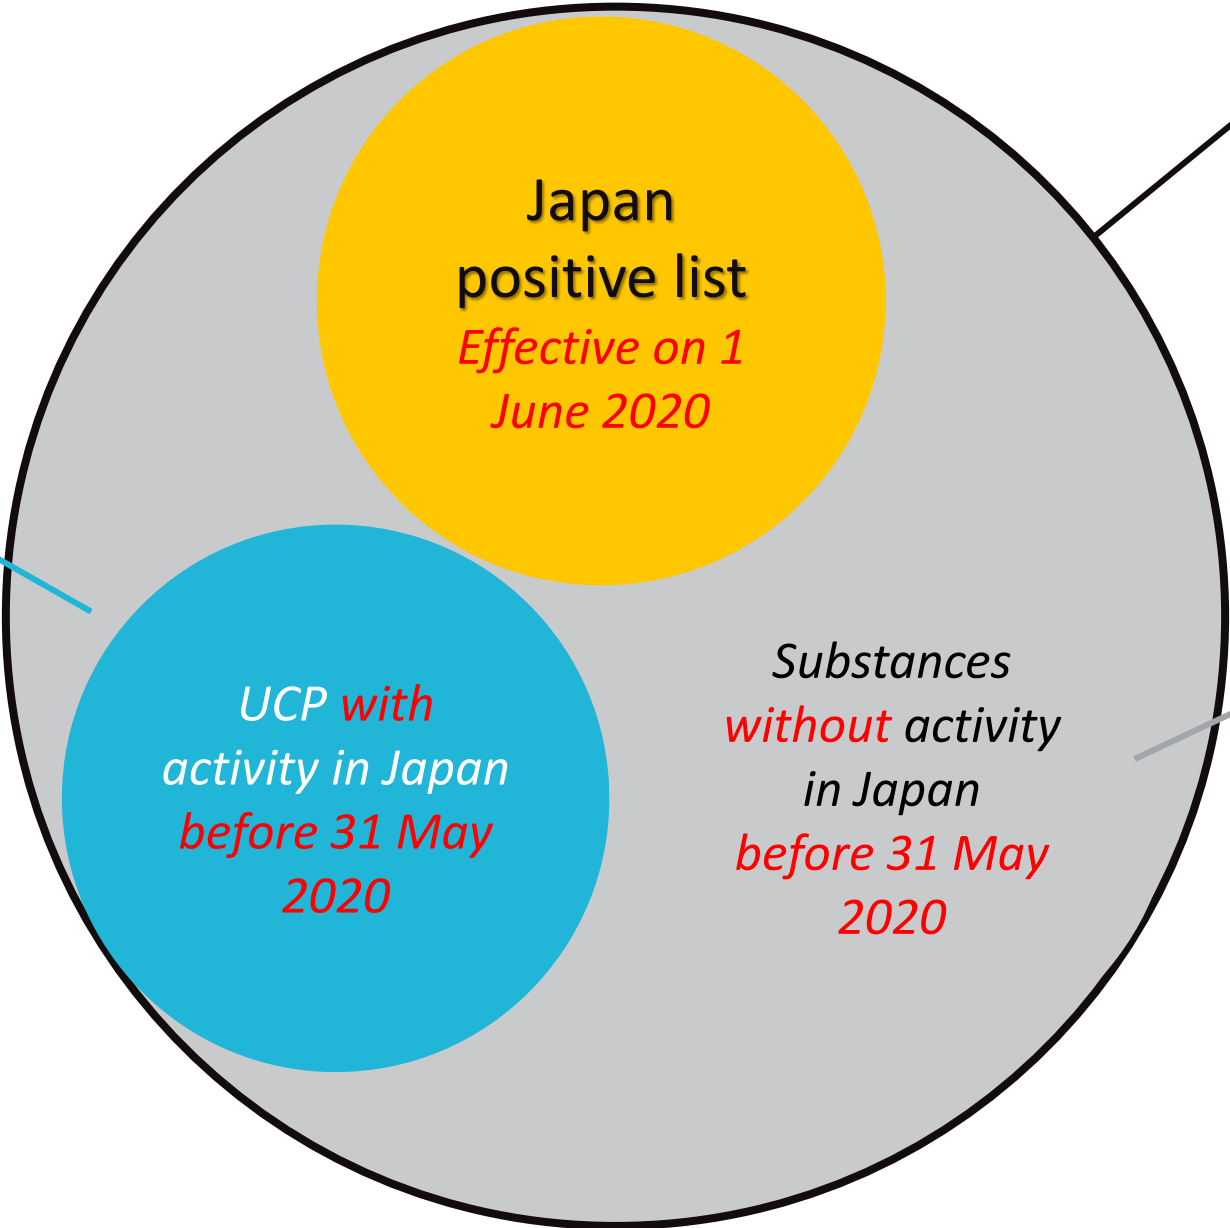 Japan
positive list
Effective on 1
June 2020
UCP with
activity in Japan
before 31 May
2020
Substances
without activity
in Japan
before 31 May
2020